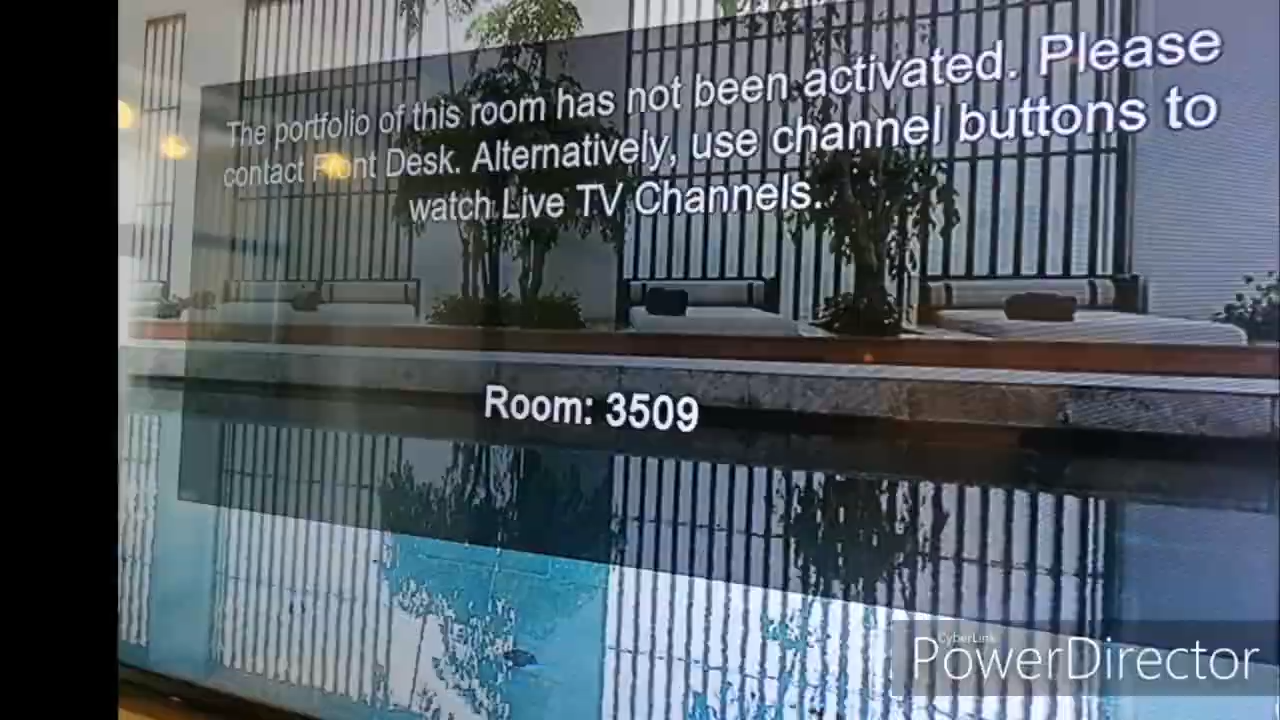 The portfolio of this room has not been activated. Please
contact Front Desk. Alternatively, use channel buttons to
watch Live TV Channels.
Room: 3509
CyberLink
PowerDirector